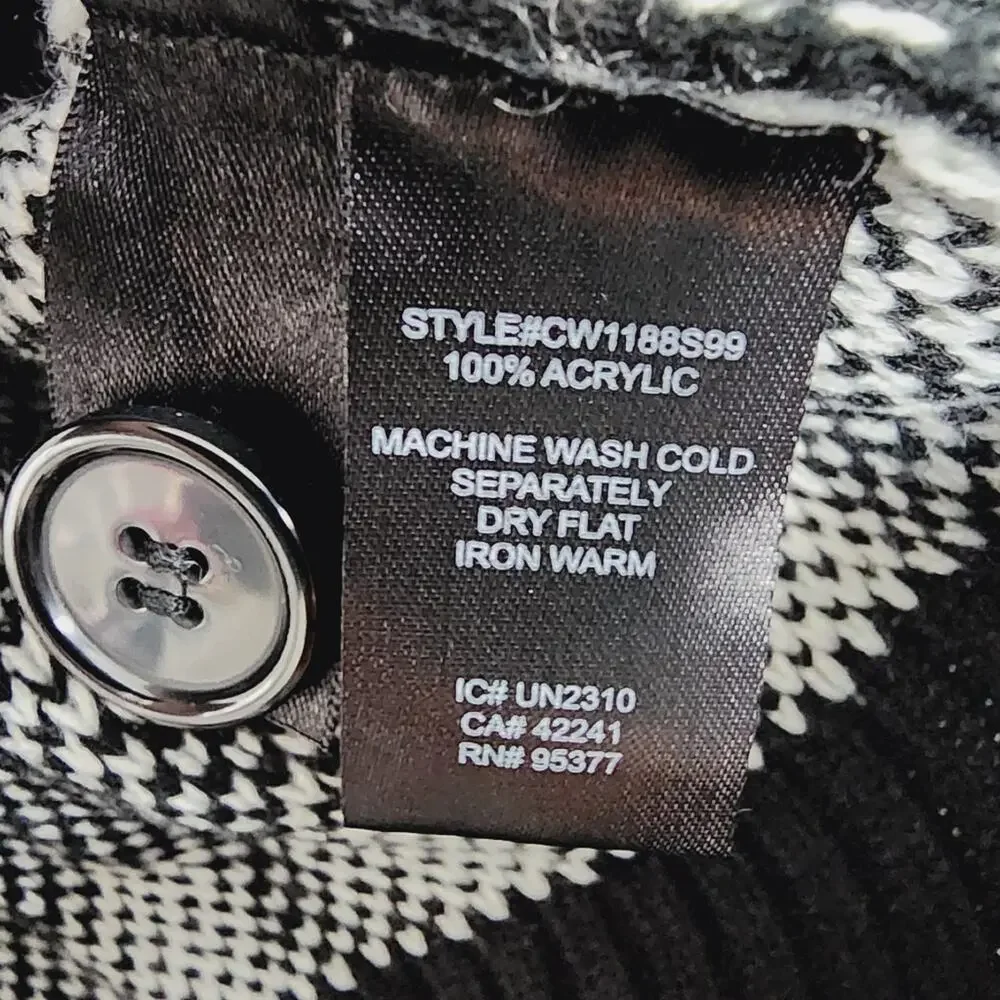 STYLE#CW1188S99
100% ACRYLIC
MACHINE WASH COLD
SEPARATELY
DRY FLAT
IRON WARM
IC# UN2310
CA# 42241
RN# 95377